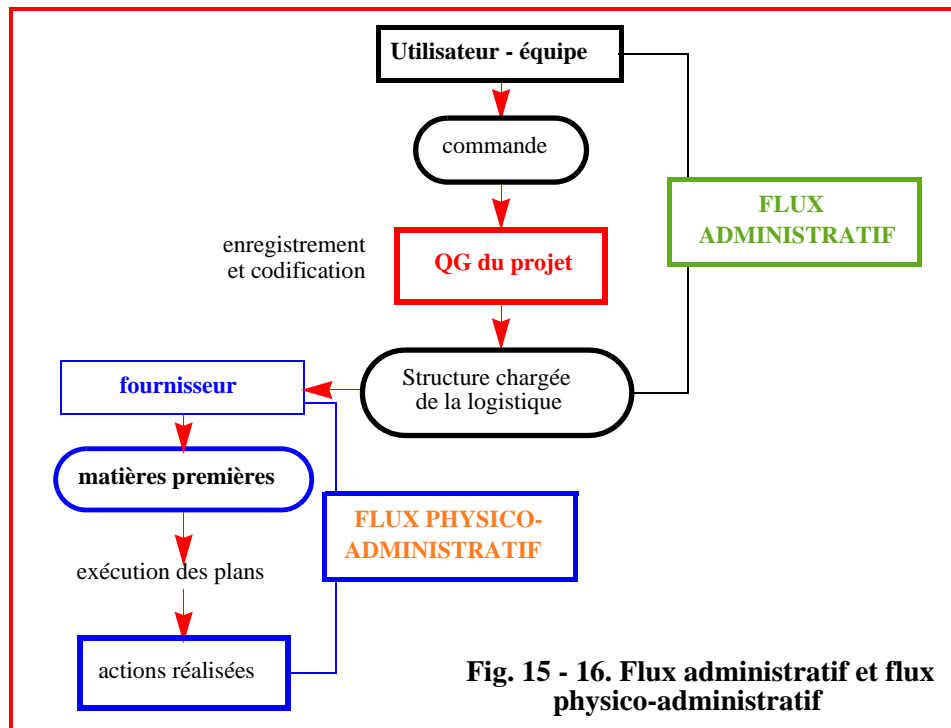 Utilisateur - équipe
commande
FLUX
ADMINISTRATIF
enregistrement
et codification
QG du projet
Structure chargée
de la logistique
fournisseur
matières premières
FLUX PHYSICO-
ADMINISTRATIF
exécution des plans
actions réalisées
Fig. 15 - 16. Flux administratif et flux
physico-administratif